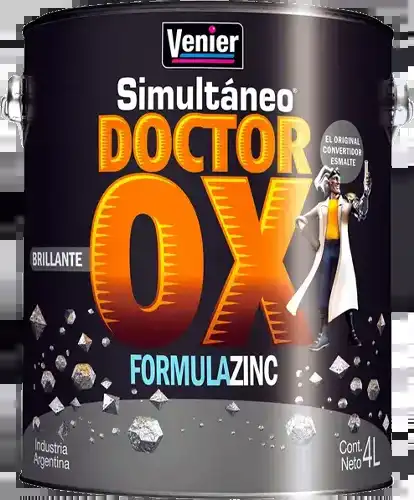 Venier
Simultáneo®
DOCTOR
OX
EL ORIGINAL
CONVERTIDOR
ESMALTE
BRILLANTE
FORMULAZINC
Industria
Argentina
Cont.
Neto 4L